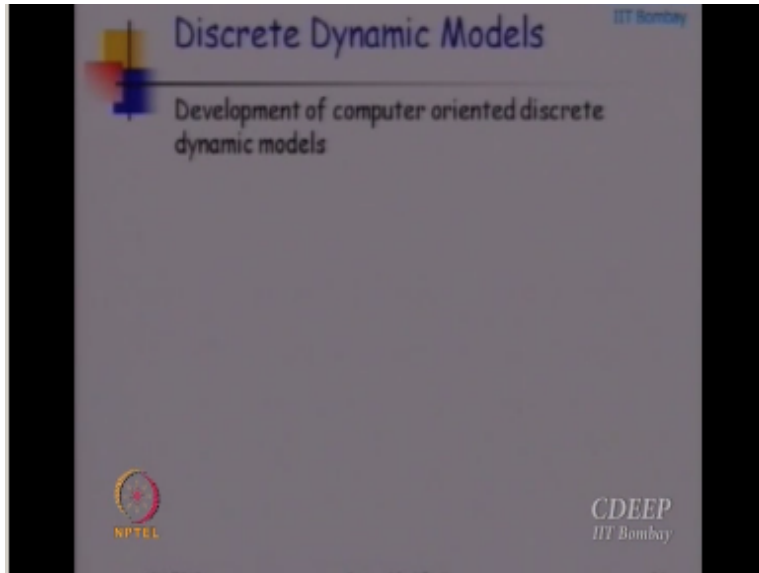 IIT Bombay
Discrete Dynamic Models
Development of computer oriented discrete
dynamic models
NPTEL
CDEEP
IIT Bombay